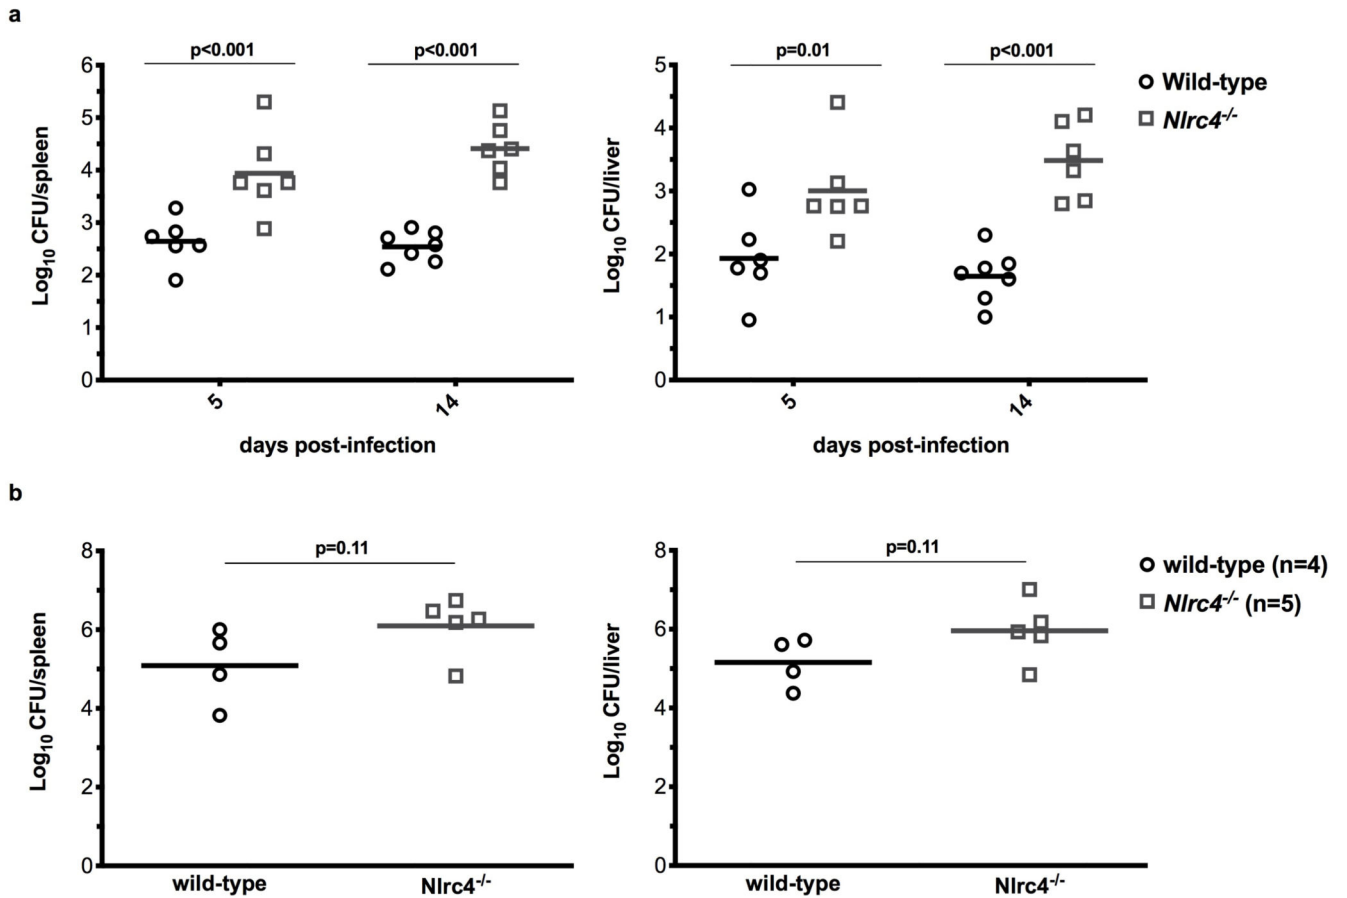 a
p<0.001
p<0.001
6
5
4
3
2
1
0
Log10 CFU/spleen
5
14
days post-infection
p=0.01
p<0.001
5
4
3
2
1
0
Log10 CFU/liver
5
14
days post-infection
Wild-type
Nlrc4-/-
b
p=0.11
8
6
4
2
0
Log10 CFU/spleen
wild-type
Nlrc4-/-
p=0.11
8
6
4
2
0
Log10 CFU/liver
wild-type
Nlrc4-/-
wild-type (n=4)
Nlrc4-/- (n=5)